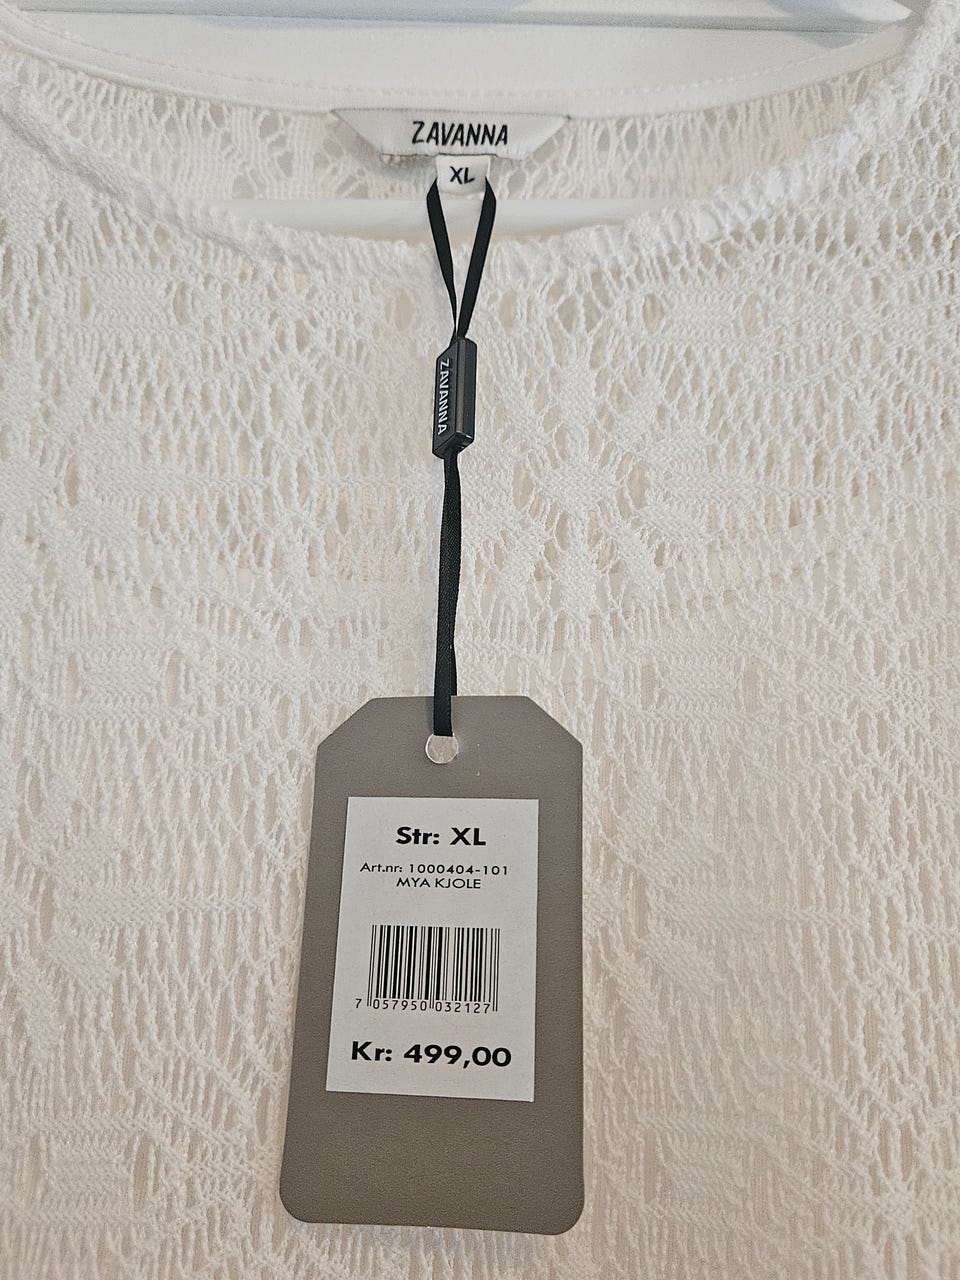 ZAVANNA
XL
ZAVANNA
Str: XL
Art.nr: 1000404-101
MYA KJOLE
7 057950 032127
Kr: 499,00